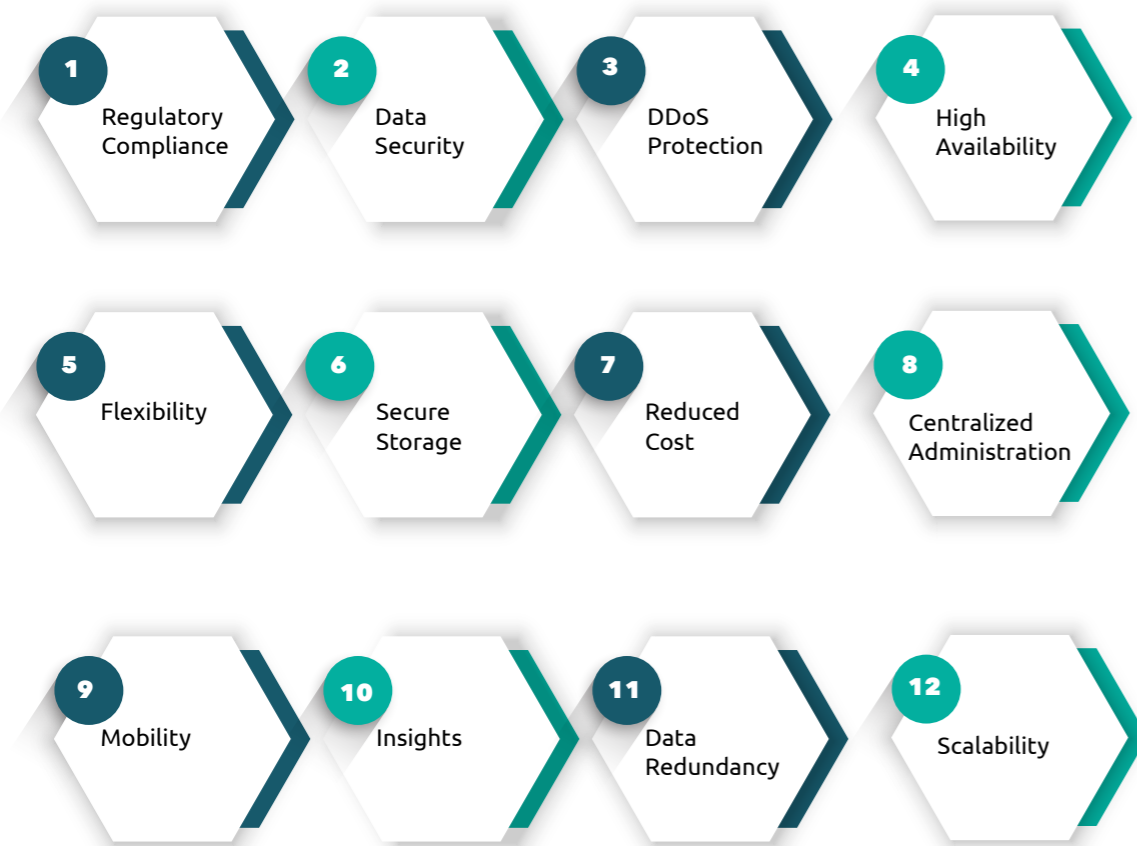 1
Regulatory
Compliance
2
Data
Security
3
DDoS
Protection
4
High
Availability
5
Flexibility
6
Secure
Storage
7
Reduced
Cost
8
Centralized
Administration
9
Mobility
10
Insights
11
Data
Redundancy
12
Scalability